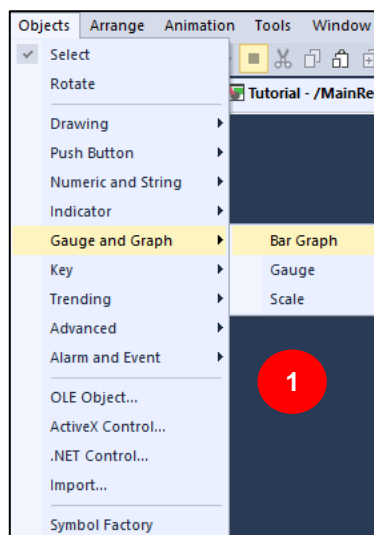 Objects Arrange Animation Tools Window
Select
Rotate
Tutorial - /MainRe
Drawing
Push Button
Numeric and String
Indicator
Gauge and Graph
Bar Graph
Key
Gauge
Trending
Scale
Advanced
Alarm and Event
1
OLE Object...
ActiveX Control...
.NET Control...
Import...
Symbol Factory